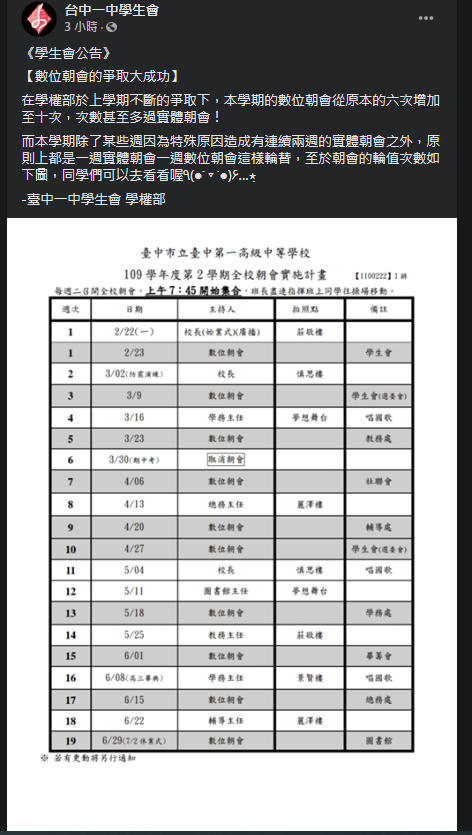 台中一中學生會
3 小時·
《學生會公告》
【數位朝會的爭取大成功】
在學權部於上學期不斷的爭取下，本學期的數位朝會從原本的六次增加
至十次，次數甚至多過實體朝會！
而本學期除了某些週因為特殊原因造成有連續兩週的實體朝會之外，原
則上都是一週實體朝會一週數位朝會這樣輪替，至於朝會的輪值次數如
下圖，同學們可以去看看喔٩(●˙▿˙●)۶…⋆
-臺中一中學生會 學權部
臺中市立臺中第一高級中等學校
109 學年度第 2 學期全校朝會實施計畫 【1100222】1 排
每週二召開全校朝會，上午 7：45 開始集合，班長盡速指揮班上同學往操場移動。
週次 日期 主持人 拍照點 備註
1 2/22(一) 校長(始業式)(廣播) 莊敬樓
1 2/23 數位朝會 學生會
2 3/02(防震演練) 校長 慎思樓
3 3/9 數位朝會 學生會(選委會)
4 3/16 學務主任 夢想舞台 唱國歌
5 3/23 數位朝會 教務處
6 3/30(期中考) 取消朝會
7 4/06 數位朝會 社聯會
8 4/13 總務主任 麗澤樓
9 4/20 數位朝會 輔導處
10 4/27 數位朝會 學生會(選委會)
11 5/04 校長 慎思樓 唱國歌
12 5/11 圖書館主任 夢想舞台
13 5/18 數位朝會 學務處
14 5/25 教務主任 莊敬樓
15 6/01 數位朝會 畢籌會
16 6/08(高三畢典) 學務主任 景賢樓 唱國歌
17 6/15 數位朝會 總務處
18 6/22 輔導主任 麗澤樓
19 6/29(7/2 休業式) 數位朝會 圖書館
※ 若有更動將另行通知